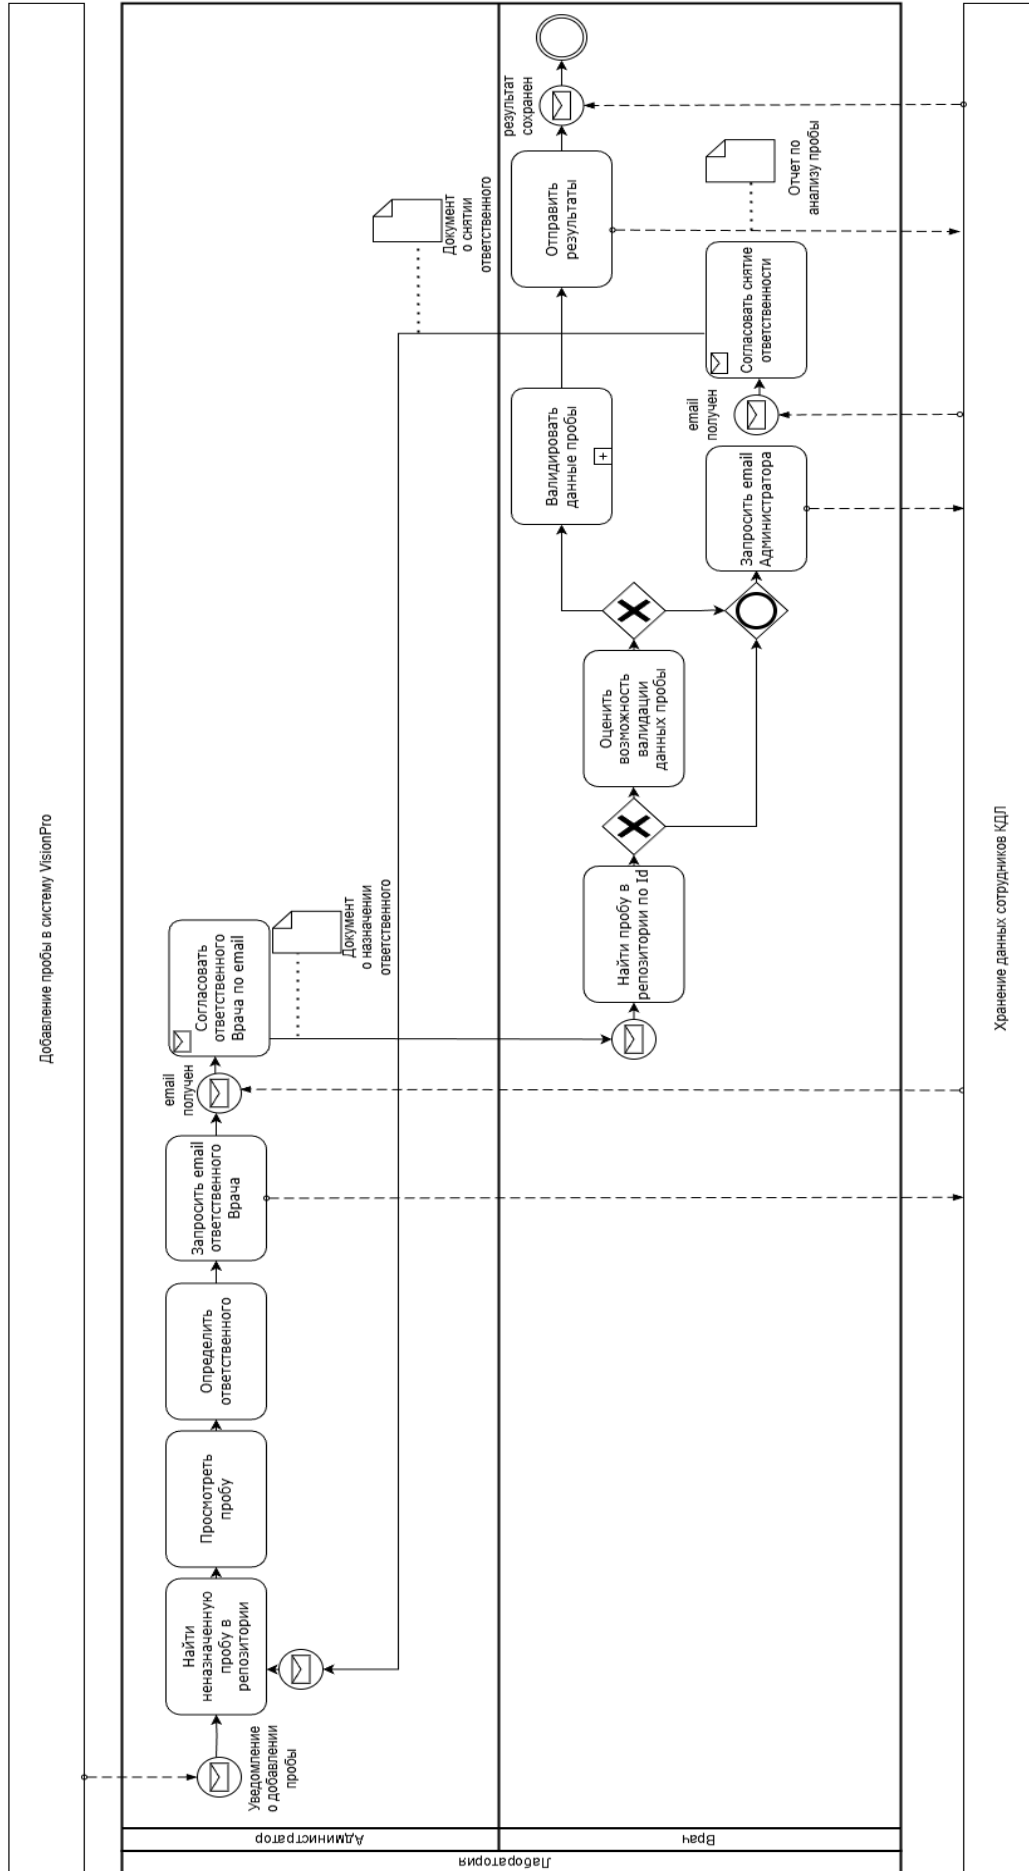 Добавление пробы в систему VisionPro
Лаборатория
Администратор
Врач
Уведомление
о добавлении
пробы
Найти
неназначенную
пробу в
репозитории
Просмотреть
пробу
Определить
ответственного
Запросить email
ответственного
Врача
email
получен
Согласовать
ответственного
Врача по email
Документ
о назначении
ответственного
Найти пробу в
репозитории по Id
Оценить
возможность
валидации
данных пробы
Валидировать
данные пробы
Запросить email
Администратора
email
получен
Согласовать снятие
ответственности
Документ
о снятии
ответственного
Отправить
результаты
Отчет по
анализу пробы
результат
сохранен
Хранение данных сотрудников КДЛ